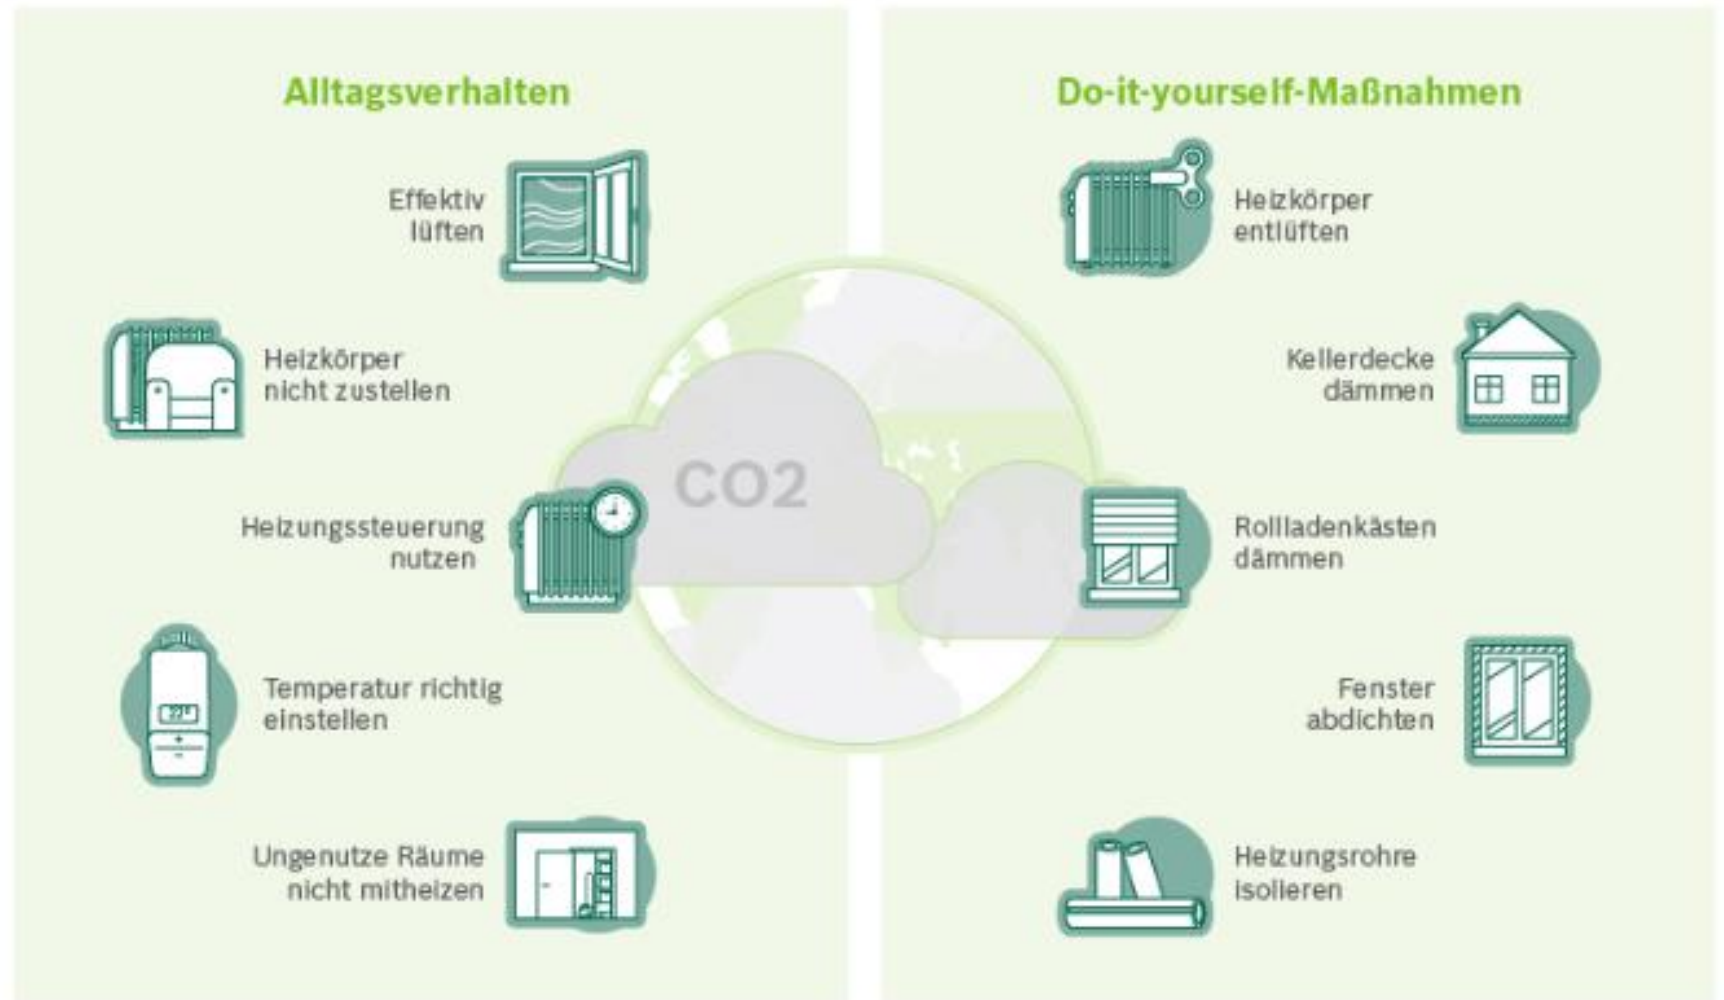 Alltagsverhalten
Effektiv
lüften
Heizkörper
nicht zustellen
Heizungssteuerung
nutzen
Temperatur richtig
einstellen
Ungenutze Räume
nicht mitheizen
CO2
Do-it-yourself-Maßnahmen
Heizkörper
entlüften
Kellerdecke
dämmen
Rollladenkästen
dämmen
Fenster
abdichten
Heizungsrohre
isolieren